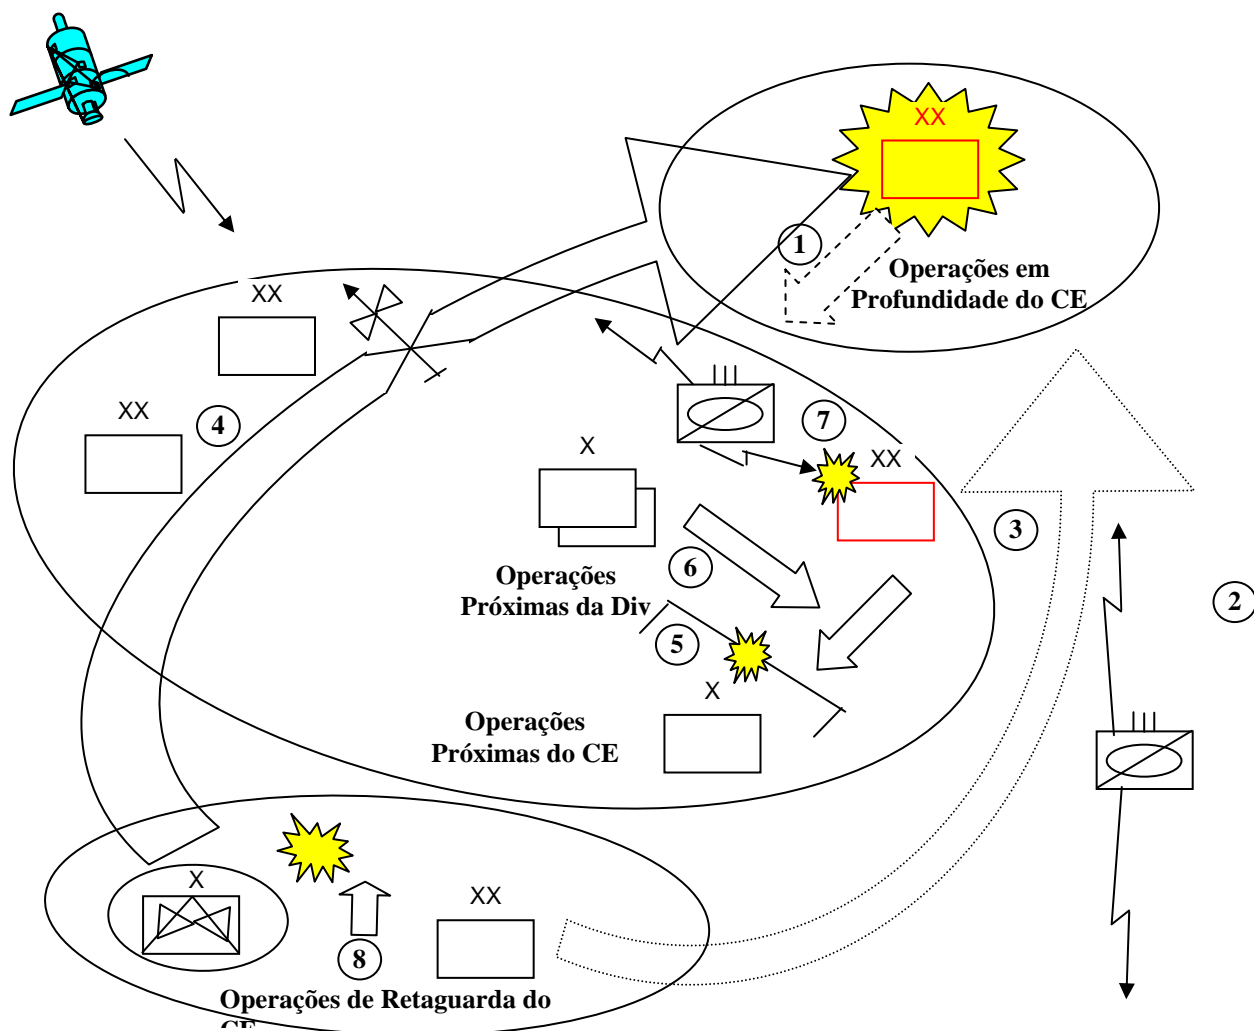 XX
1
Operações em
Profundidade do CE
XX
XX
4
7
X
XX
3
6
Operações
Próximas da Div
2
5
X
Operações
Próximas do CE
X
XX
8
Operações de Retaguarda do
CE